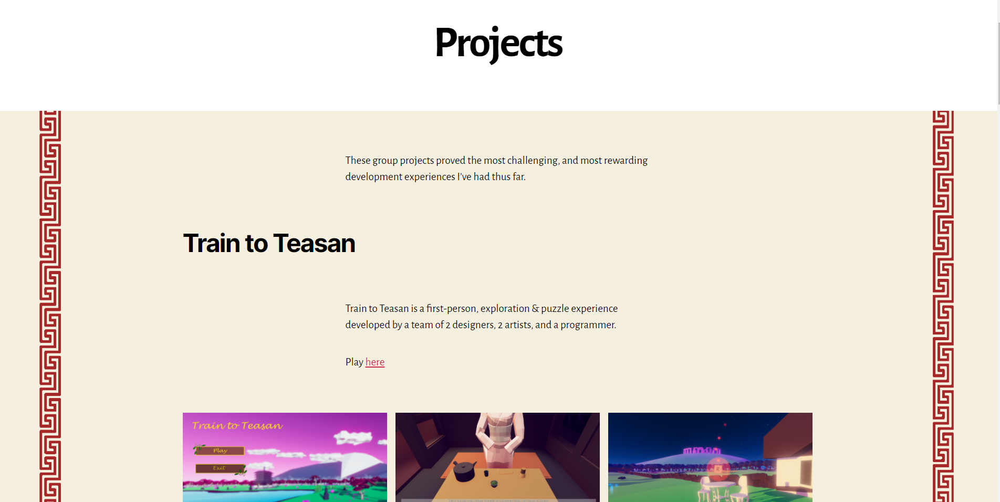 Projects
These group projects proved the most challenging, and most rewarding
development experiences I’ve had thus far.
Train to Teasan
Train to Teasan is a first-person, exploration & puzzle experience
developed by a team of 2 designers, 2 artists, and a programmer.
Play here
Train to Teasan
Play
Exit
R